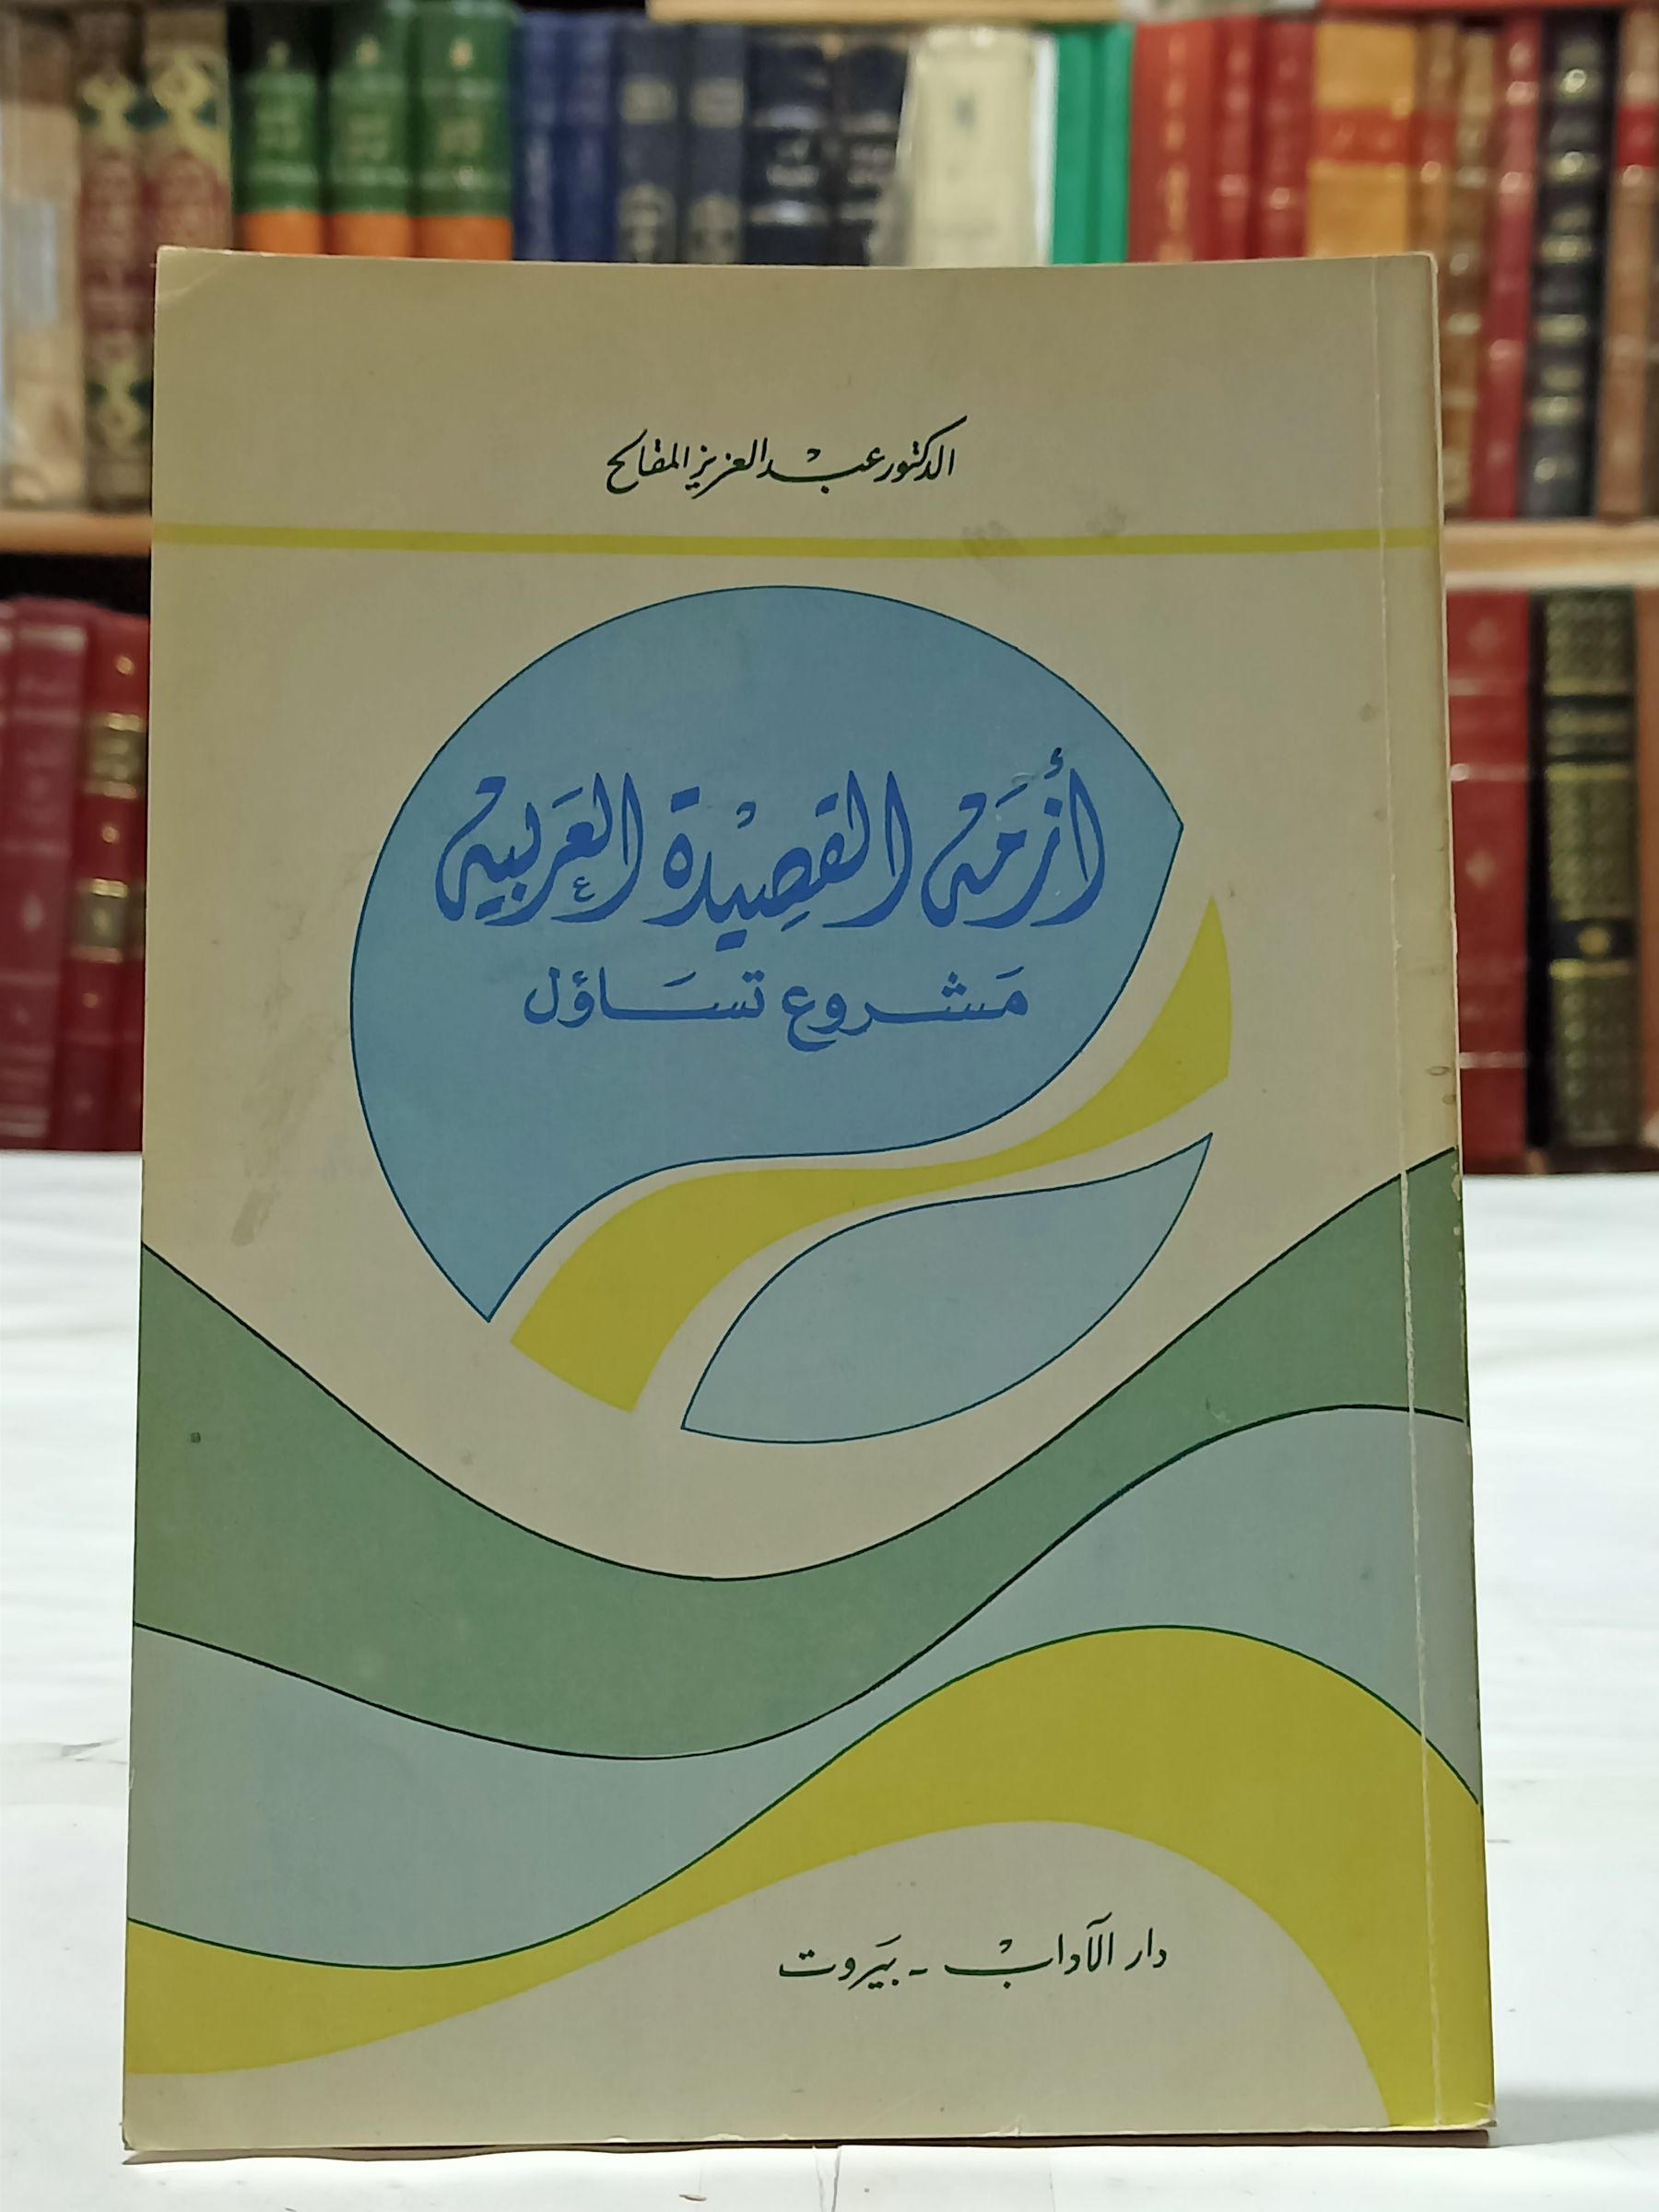 الدكتور عبد العزيز المقالح
أزمة القصيدة العربية
مشروع تساؤل
دار الآداب - بيروت